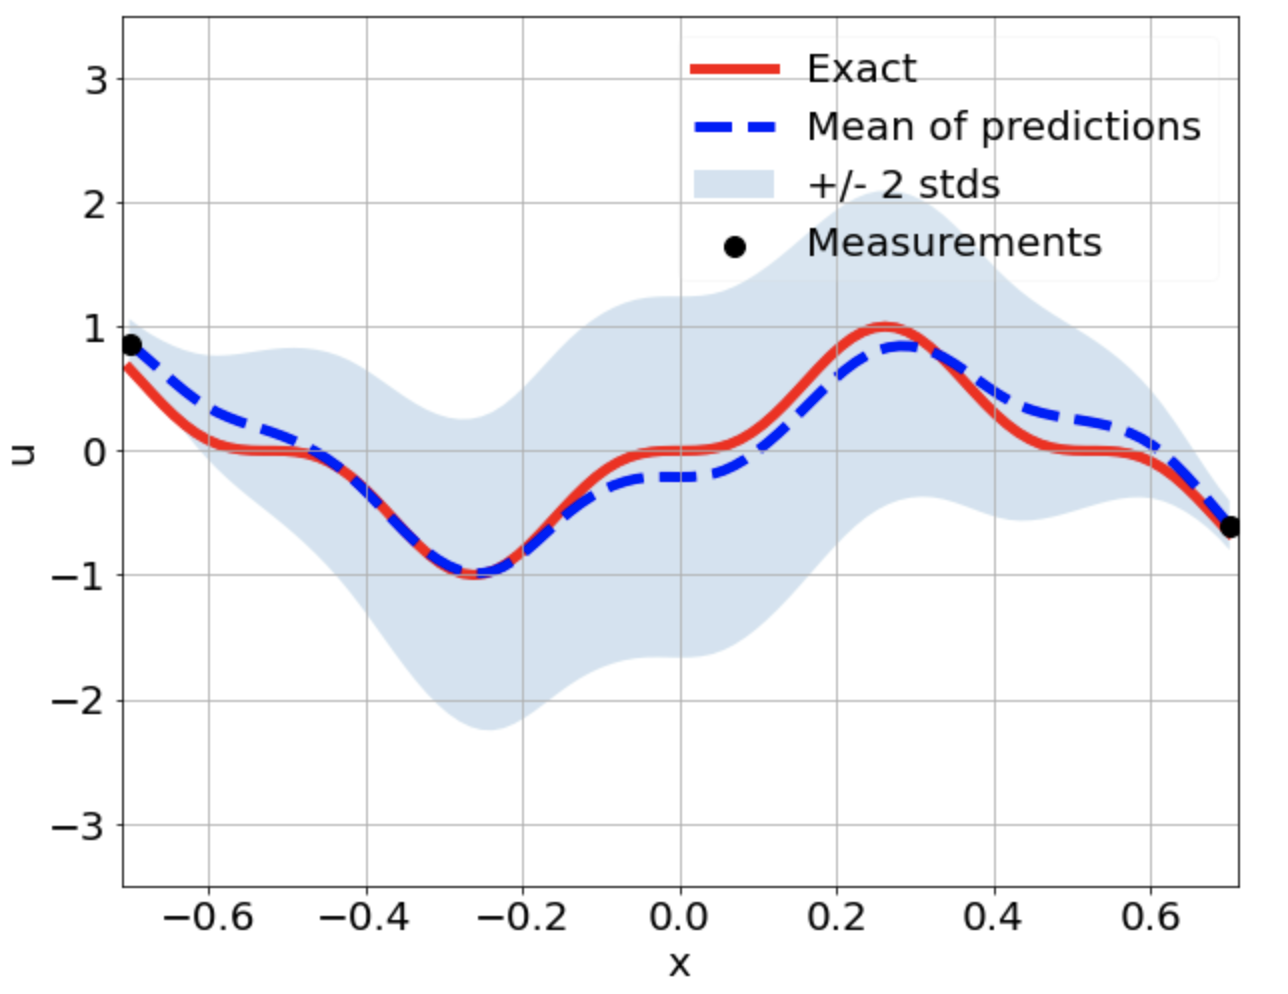 Exact
Mean of predictions
+/- 2 stds
Measurements
3
2
1
0
−1
−2
−3
u
−0.6 −0.4 −0.2 0.0 0.2 0.4 0.6
x